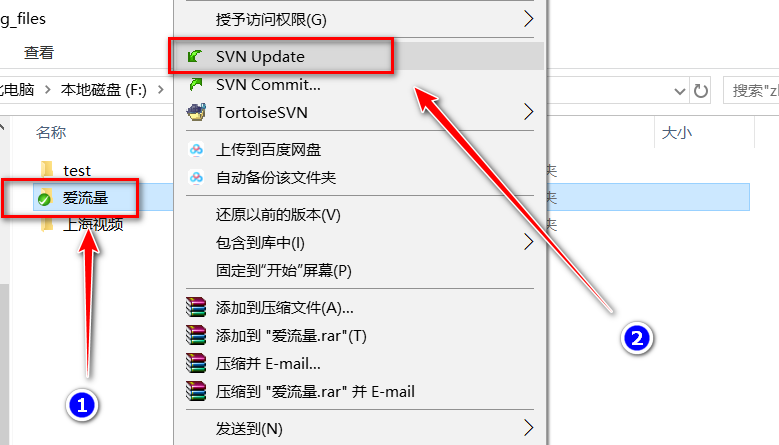 g_files
查看
比电脑 > 本地磁盘 (F:) >
搜索"zl
名称
大小
test
夹
爱流量
夹
上海视频
夹
授予访问权限(G)
SVN Update
SVN Commit...
TortoiseSVN
上传到百度网盘
自动备份该文件夹
还原以前的版本(V)
包含到库中(I)
固定到"开始"屏幕(P)
添加到压缩文件(A)...
添加到 "爱流量.rar"(T)
压缩并 E-mail...
压缩到 "爱流量.rar" 并 E-mail
发送到(N)
1
2